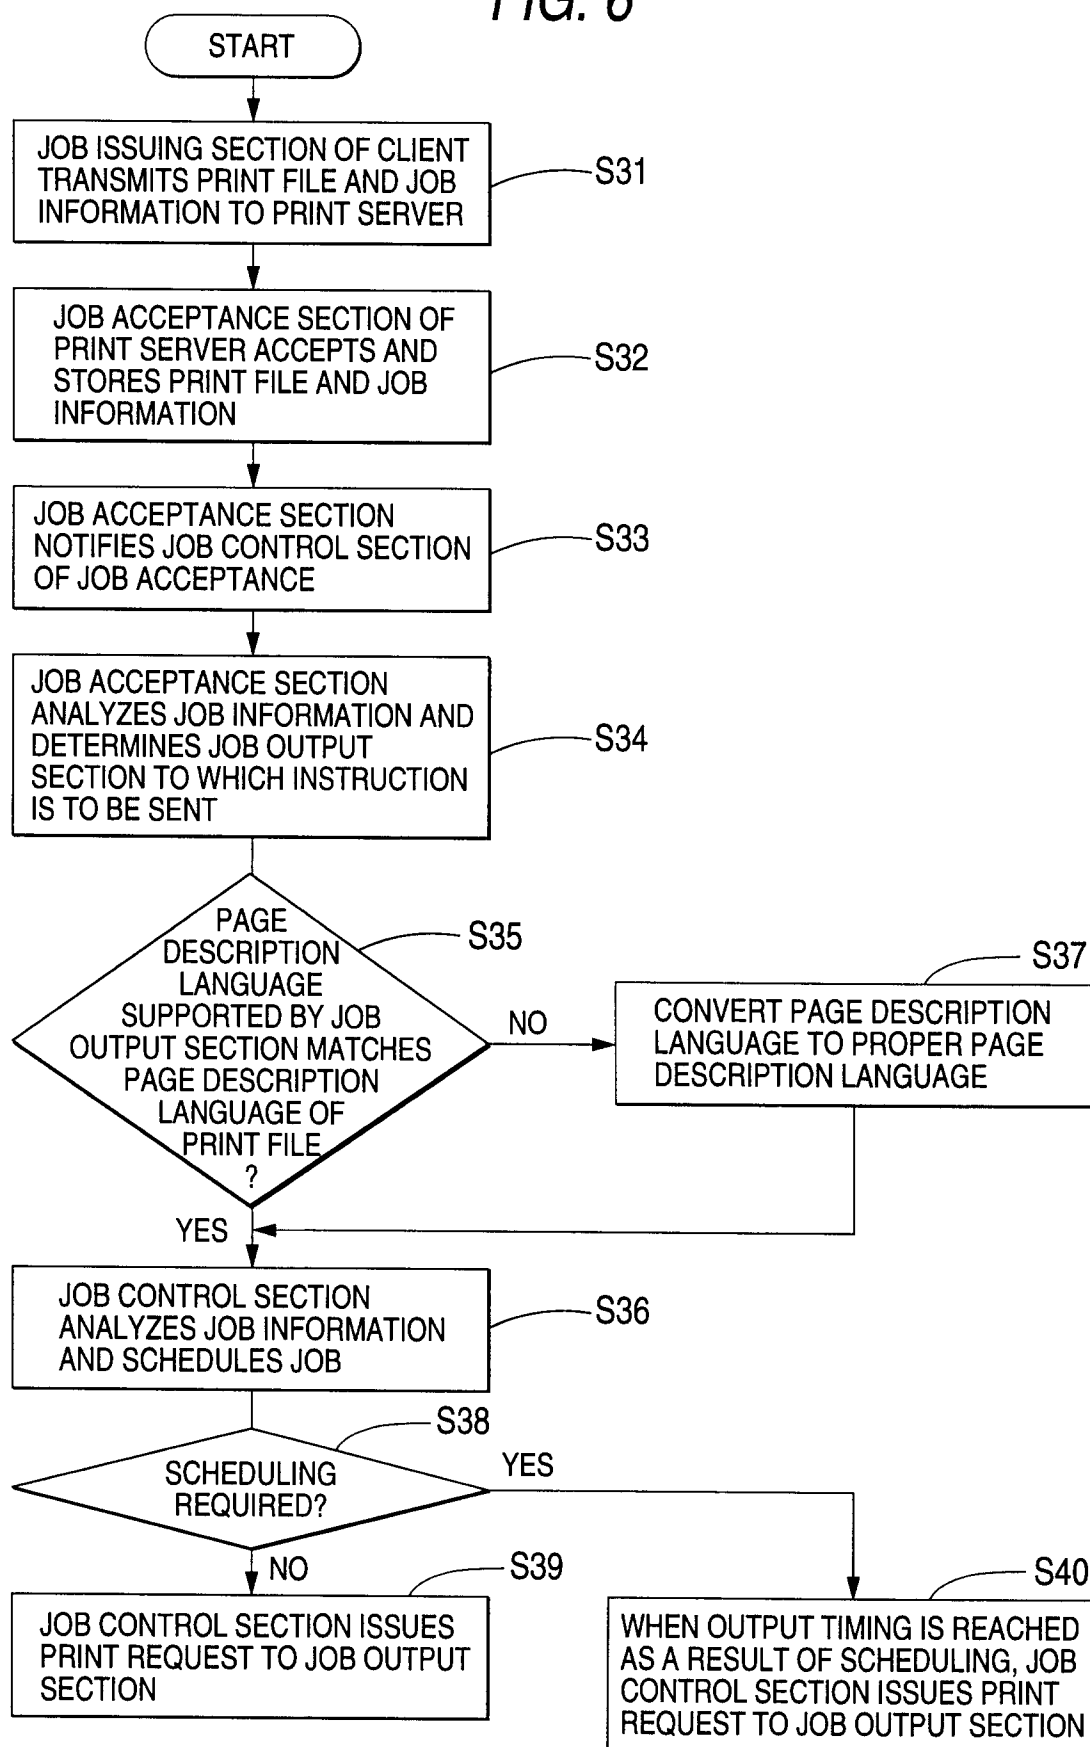 FIG. 6
START
JOB ISSUING SECTION OF CLIENT
TRANSMITS PRINT FILE AND JOB
INFORMATION TO PRINT SERVER
S31
JOB ACCEPTANCE SECTION OF
PRINT SERVER ACCEPTS AND
STORES PRINT FILE AND JOB
INFORMATION
S32
JOB ACCEPTANCE SECTION
NOTIFIES JOB CONTROL SECTION
OF JOB ACCEPTANCE
S33
JOB ACCEPTANCE SECTION
ANALYZES JOB INFORMATION AND
DETERMINES JOB OUTPUT
SECTION TO WHICH INSTRUCTION
IS TO BE SENT
S34
PAGE
DESCRIPTION
LANGUAGE
SUPPORTED BY JOB
OUTPUT SECTION MATCHES
PAGE DESCRIPTION
LANGUAGE OF
PRINT FILE
?
S35
NO
S37
CONVERT PAGE DESCRIPTION
LANGUAGE TO PROPER PAGE
DESCRIPTION LANGUAGE
YES
JOB CONTROL SECTION
ANALYZES JOB INFORMATION
AND SCHEDULES JOB
S36
SCHEDULING
REQUIRED?
S38
YES
NO
S39
JOB CONTROL SECTION ISSUES
PRINT REQUEST TO JOB OUTPUT
SECTION
S40
WHEN OUTPUT TIMING IS REACHED
AS A RESULT OF SCHEDULING, JOB
CONTROL SECTION ISSUES PRINT
REQUEST TO JOB OUTPUT SECTION